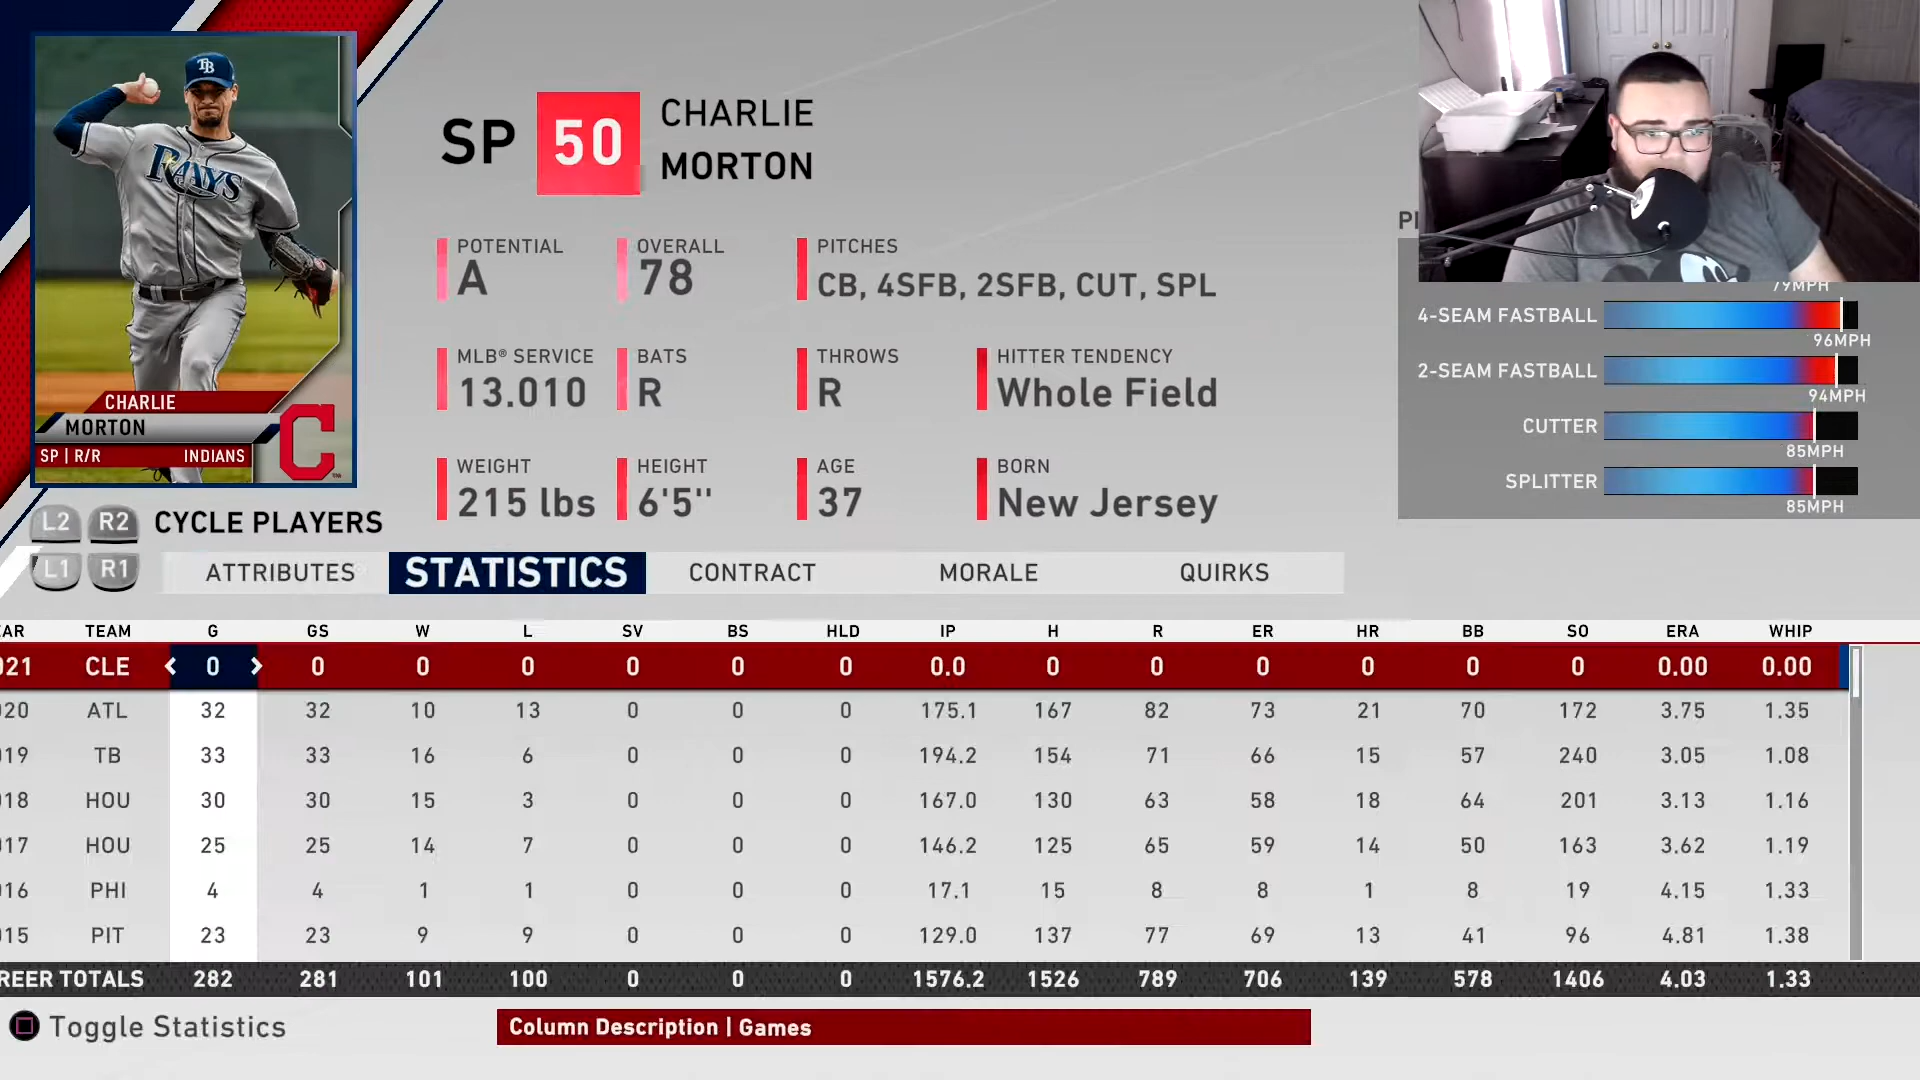 TB
RAYS
CHARLIE
MORTON
SP | R/R INDIANS
C
SP 50 CHARLIE
MORTON
POTENTIAL OVERALL PITCHES
A 78 CB, 4SFB, 2SFB, CUT, SPL
MLB® SERVICE BATS THROWS HITTER TENDENCY
13.010 R R Whole Field
WEIGHT HEIGHT AGE BORN
215 lbs 6'5'' 37 New Jersey
79MPH
4-SEAM FASTBALL
96MPH
2-SEAM FASTBALL
94MPH
CUTTER
85MPH
SPLITTER
85MPH
L2 R2 CYCLE PLAYERS
L1 R1 ATTRIBUTES STATISTICS CONTRACT MORALE QUIRKS
AR TEAM G GS W L SV BS HLD IP H R ER HR BB SO ERA WHIP
021 CLE 0 0 0 0 0 0 0 0.0 0 0 0 0 0 0 0.00 0.00
020 ATL 32 32 10 13 0 0 0 175.1 167 82 73 21 70 172 3.75 1.35
019 TB 33 33 16 6 0 0 0 194.2 154 71 66 15 57 240 3.05 1.08
018 HOU 30 30 15 3 0 0 0 167.0 130 63 58 18 64 201 3.13 1.16
017 HOU 25 25 14 7 0 0 0 146.2 125 65 59 14 50 163 3.62 1.19
016 PHI 4 4 1 1 0 0 0 17.1 15 8 8 1 8 19 4.15 1.33
015 PIT 23 23 9 9 0 0 0 129.0 137 77 69 13 41 96 4.81 1.38
REER TOTALS 282 281 101 100 0 0 0 1576.2 1526 789 706 139 578 1406 4.03 1.33
Toggle Statistics
Column Description | Games